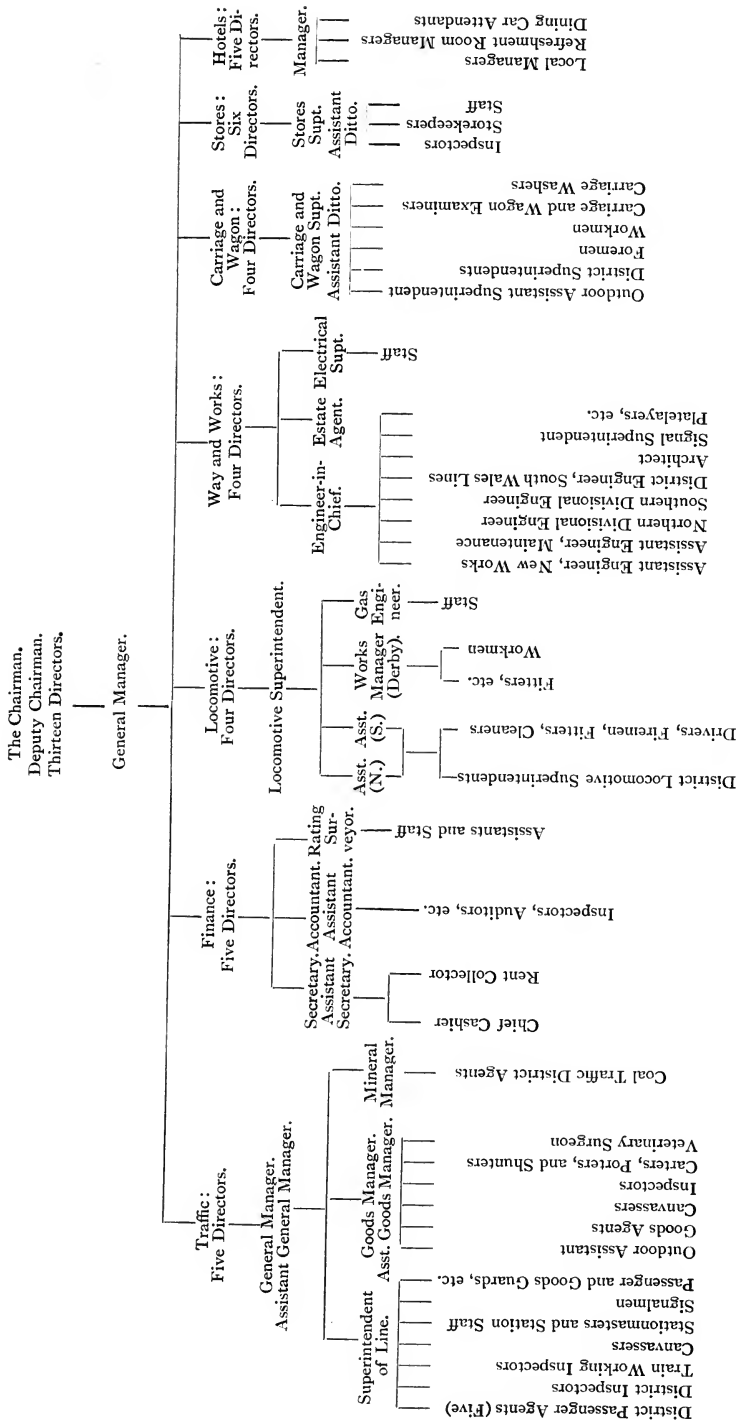 The Chairman.
Deputy Chairman.
Thirteen Directors.
General Manager.
Traffic:
Five Directors.
General Manager.
Assistant General Manager.
Superintendent
of Line.
District Passenger Agents (Five)
District Inspectors
Train Working Inspectors
Canvassers
Stationmasters and Station Staff
Signalmen
Passenger and Goods Guards, etc.
Goods Manager.
Asst. Goods Manager.
Outdoor Assistant
Goods Agents
Canvassers
Inspectors
Carters, Porters, and Shunters
Veterinary Surgeon
Mineral
Manager.
Coal Traffic District Agents
Finance:
Five Directors.
Secretary.
Assistant
Secretary.
Chief Cashier
Rent Collector
Accountant.
Assistant
Accountant.
Inspectors, Auditors, etc.
Rating
Sur-
veyor.
Assistants and Staff
Locomotive:
Four Directors.
Locomotive Superintendent.
Asst.
(N.)
Asst.
(S.)
District Locomotive Superintendents
Drivers, Firemen, Fitters, Cleaners
Works
Manager
(Derby).
Fitters, etc.
Workmen
Gas
Engi-
neer.
Staff
Way and Works:
Four Directors.
Engineer-in-
Chief.
Assistant Engineer, New Works
Assistant Engineer, Maintenance
Northern Divisional Engineer
Southern Divisional Engineer
District Engineer, South Wales Lines
Architect
Signal Superintendent
Platelayers, etc.
Estate
Agent.
Electrical
Supt.
Staff
Carriage and
Wagon:
Four Directors.
Carriage and
Wagon Supt.
Assistant Ditto.
Outdoor Assistant Superintendent
District Superintendents
Foremen
Workmen
Carriage and Wagon Examiners
Carriage Washers
Stores:
Six
Directors.
Stores
Supt.
Assistant
Ditto.
Inspectors
Storekeepers
Staff
Hotels:
Five Di-
rectors.
Manager.
Local Managers
Refreshment Room Managers
Dining Car Attendants